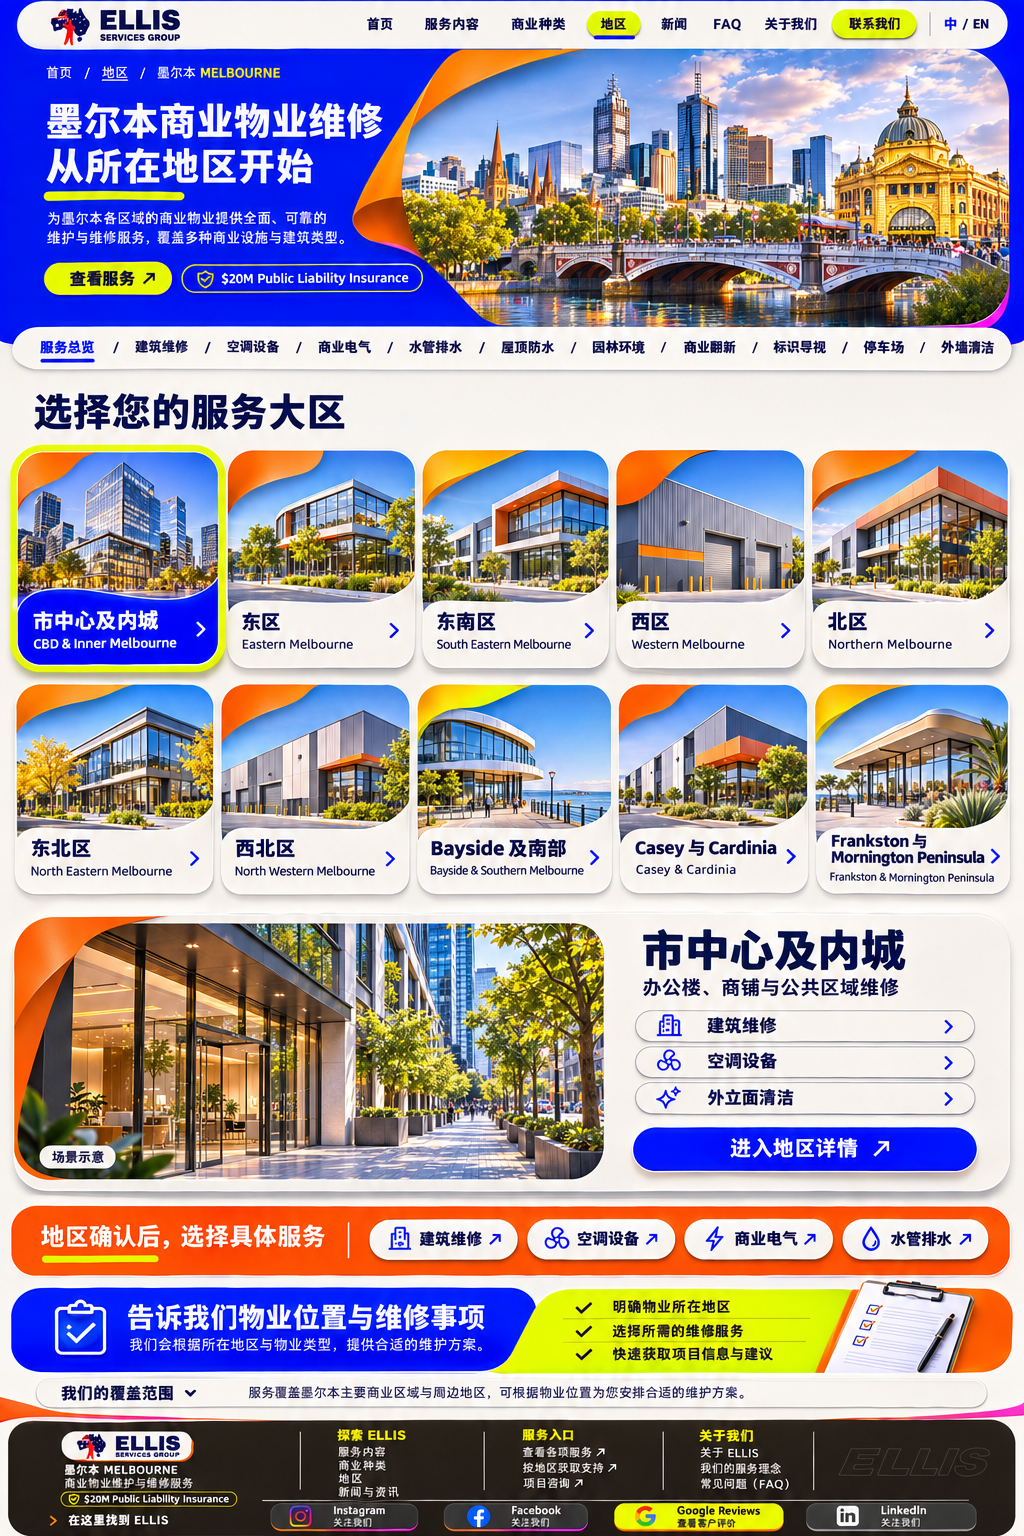 ELLIS
SERVICES GROUP
首页
服务内容
商业种类
地区
新闻
FAQ
关于我们
联系我们
中 / EN
首页 / 地区 / 墨尔本 MELBOURNE
墨尔本商业物业维修
从所在地区开始
为墨尔本各区域的商业物业提供全面、可靠的
维护与维修服务，覆盖多种商业设施与建筑类型。
查看服务
$20M Public Liability Insurance
服务总览 / 建筑维修 / 空调设备 / 商业电气 / 水管排水 / 屋顶防水 / 园林环境 / 商业翻新 / 标识导视 / 停车场 / 外墙清洁
选择您的服务大区
市中心及内城
CBD & Inner Melbourne
东区
Eastern Melbourne
东南区
South Eastern Melbourne
西区
Western Melbourne
北区
Northern Melbourne
东北区
North Eastern Melbourne
西北区
North Western Melbourne
Bayside 及南部
Bayside & Southern Melbourne
Casey 与 Cardinia
Casey & Cardinia
Frankston 与
Mornington Peninsula
Frankston & Mornington Peninsula
场景示意
市中心及内城
办公楼、商铺与公共区域维修
建筑维修
空调设备
外立面清洁
进入地区详情
地区确认后，选择具体服务
建筑维修
空调设备
商业电气
水管排水
告诉我们物业位置与维修事项
我们会根据所在地区与物业类型，提供合适的维护方案。
明确物业所在地区
选择所需的维修服务
快速获取项目信息与建议
我们的覆盖范围
服务覆盖墨尔本主要商业区域与周边地区，可根据物业位置为您安排合适的维护方案。
ELLIS
SERVICES GROUP
墨尔本 MELBOURNE
商业物业维护与维修服务
$20M Public Liability Insurance
在这里找到 ELLIS
探索 ELLIS
服务内容
商业种类
地区
新闻与资讯
服务入口
查看各项服务
按地区获取支持
项目咨询
关于我们
关于 ELLIS
我们的服务理念
常见问题（FAQ）
ELLIS
Instagram
关注我们
Facebook
关注我们
Google Reviews
查看客户评价
LinkedIn
关注我们